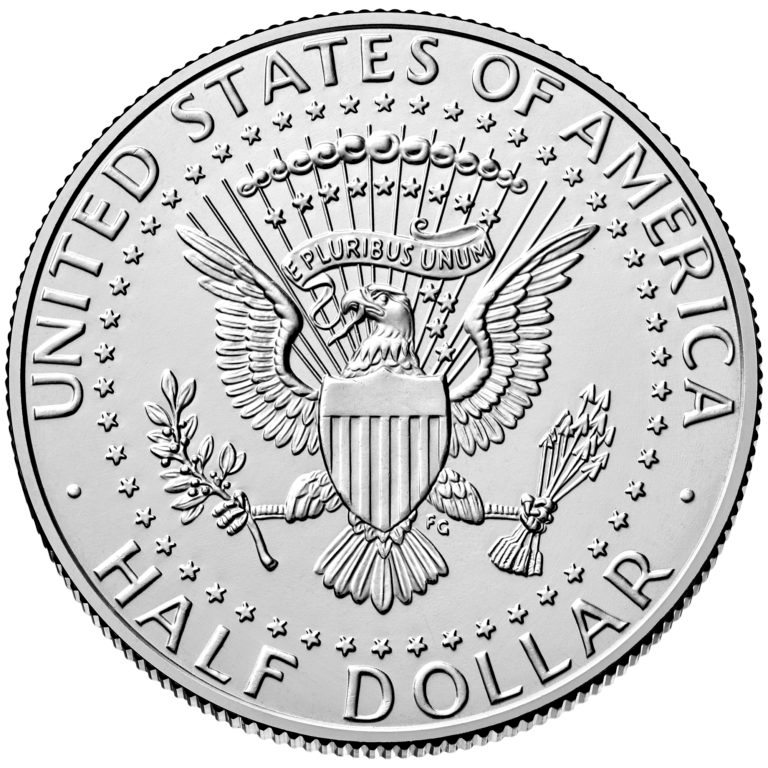 UNITED STATES OF AMERICA
E PLURIBUS UNUM
FG
HALF DOLLAR